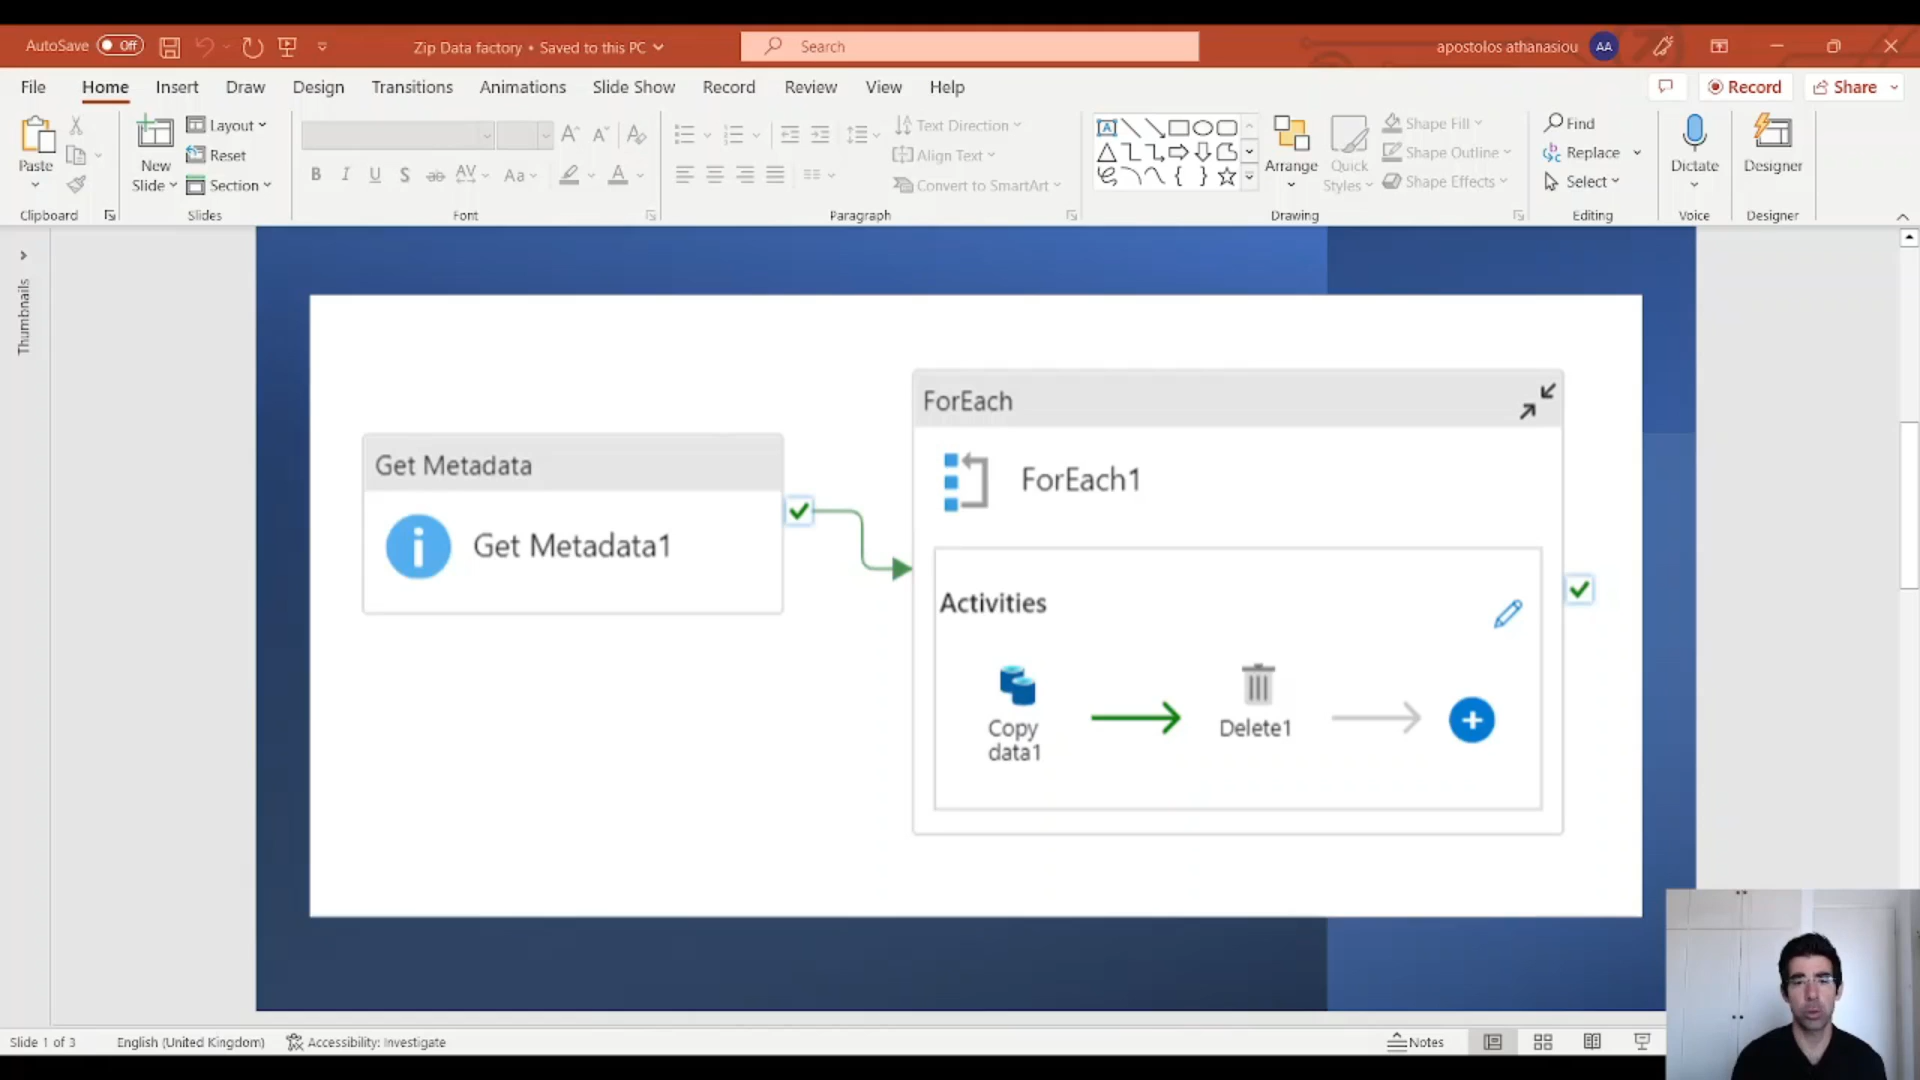 AutoSave Off Zip Data factory • Saved to this PC Search apostolos athanasiou AA
File Home Insert Draw Design Transitions Animations Slide Show Record Review View Help Record Share
Paste
New
Slide
Layout
Reset
Section
B I U S ab AV Aa A
Text Direction
Align Text
Convert to SmartArt
Arrange
Quick
Styles
Shape Fill
Shape Outline
Shape Effects
Find
Replace
Select
Dictate
Designer
Clipboard Slides Font Paragraph Drawing Editing Voice Designer
Thumbnails
Get Metadata
Get Metadata1
ForEach
ForEach1
Activities
Copy
data1
Delete1
Slide 1 of 3 English (United Kingdom) Accessibility: Investigate Notes